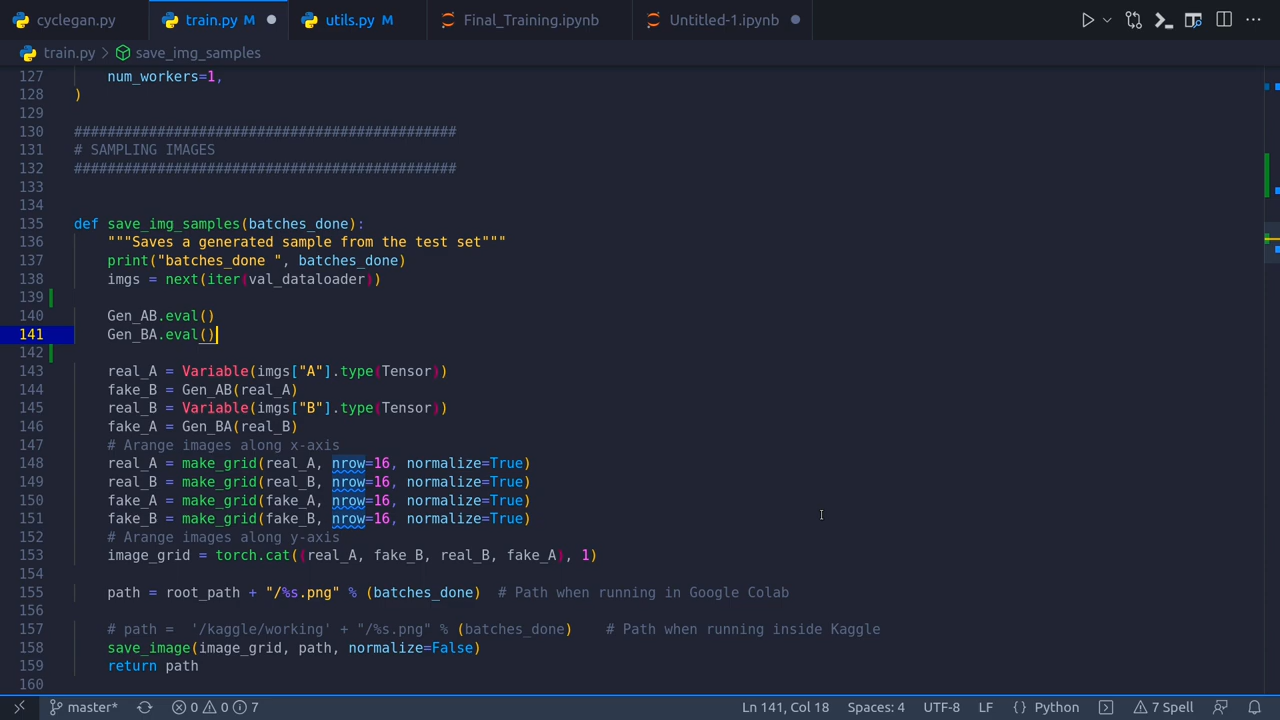 cyclegan.py train.py M utils.py M Final_Training.ipynb Untitled-1.ipynb
train.py > save_img_samples
127 num_workers=1,
128 )
129
130 ##############################################
131 # SAMPLING IMAGES
132 ##############################################
133
134
135 def save_img_samples(batches_done):
136 """Saves a generated sample from the test set"""
137 print("batches_done ", batches_done)
138 imgs = next(iter(val_dataloader))
139
140 Gen_AB.eval()
141 Gen_BA.eval()
142
143 real_A = Variable(imgs["A"].type(Tensor))
144 fake_B = Gen_AB(real_A)
145 real_B = Variable(imgs["B"].type(Tensor))
146 fake_A = Gen_BA(real_B)
147 # Arange images along x-axis
148 real_A = make_grid(real_A, nrow=16, normalize=True)
149 real_B = make_grid(real_B, nrow=16, normalize=True)
150 fake_A = make_grid(fake_A, nrow=16, normalize=True)
151 fake_B = make_grid(fake_B, nrow=16, normalize=True)
152 # Arange images along y-axis
153 image_grid = torch.cat((real_A, fake_B, real_B, fake_A), 1)
154
155 path = root_path + "/%s.png" % (batches_done) # Path when running in Google Colab
156
157 # path = '/kaggle/working' + "/%s.png" % (batches_done) # Path when running inside Kaggle
158 save_image(image_grid, path, normalize=False)
159 return path
160
master* 0 0 7 Ln 141, Col 18 Spaces: 4 UTF-8 LF {} Python 7 Spell